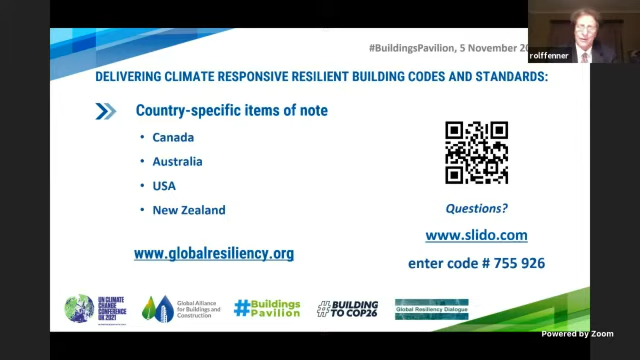 #BuildingsPavilion, 5 November 20
rolffenner
DELIVERING CLIMATE RESPONSIVE RESILIENT BUILDING CODES AND STANDARDS:
Country-specific items of note
• Canada
• Australia
• USA
• New Zealand
Questions?
www.slido.com
enter code # 755 926
www.globalresiliency.org
UN CLIMATE
CHANGE
CONFERENCE
UK 2021
Global Alliance
for Buildings and
Construction
#Buildings
Pavilion
#BUILDING
TO COP26
Global Resiliency Dialogue
Powered by Zoom